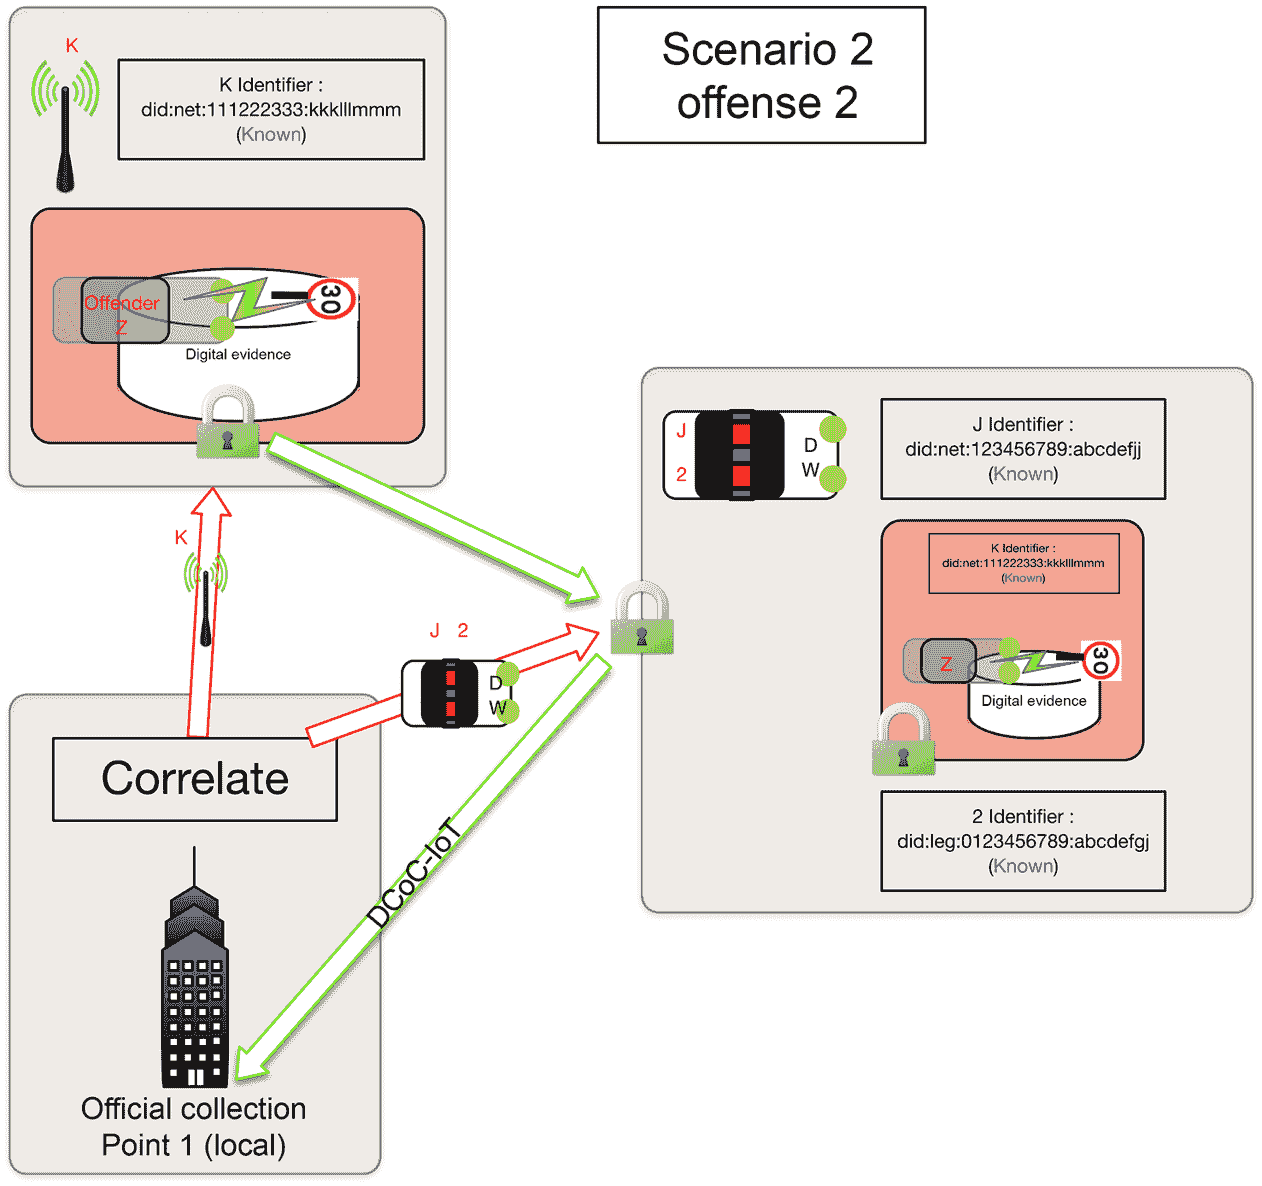 K
K Identifier :
did:net:111222333:kkklllmmm
(Known)
Scenario 2
offense 2
Offender
Z
30
Digital evidence
J
2
D
W
J Identifier :
did:net:123456789:abcdefjj
(Known)
K Identifier :
did:net:111222333:kkklllmmm
(Known)
Z
30
Digital evidence
2 Identifier :
did:leg:0123456789:abcdefgj
(Known)
K
J 2
D
W
Correlate
DCoC-IoT
Official collection
Point 1 (local)